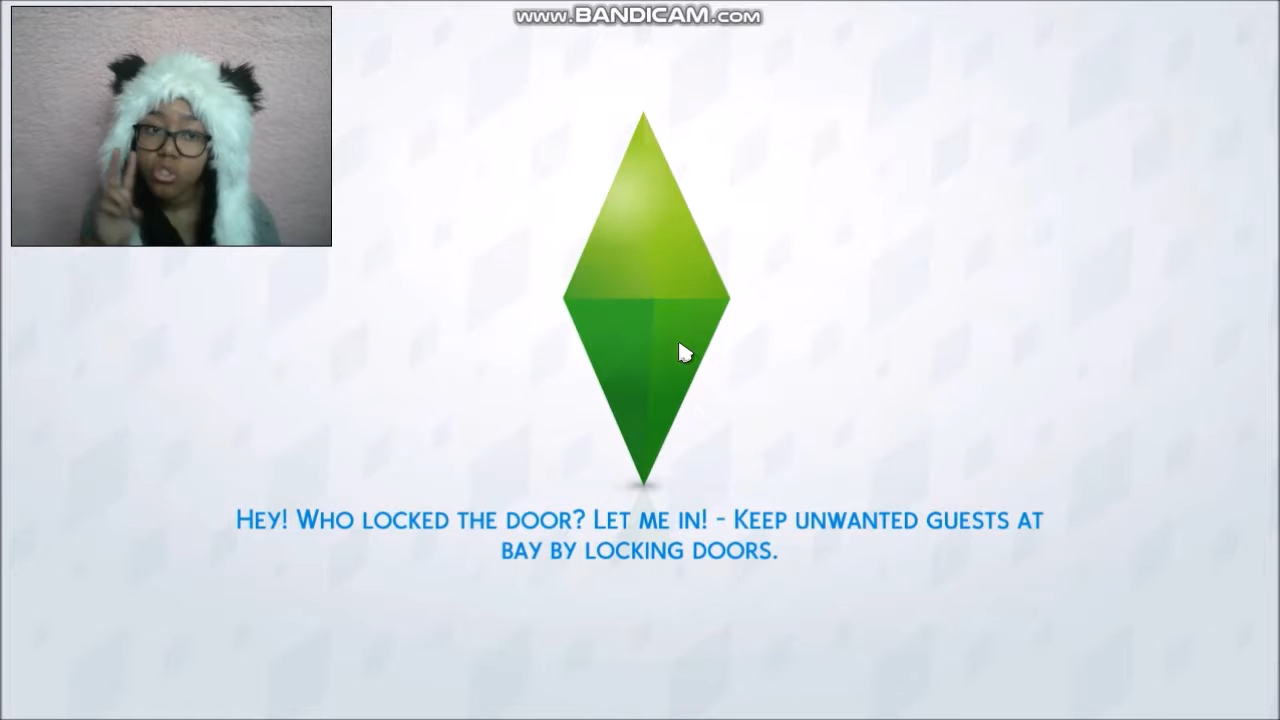 www.BANDICAM.com
Hey! Who locked the door? Let me in! - Keep unwanted guests at
bay by locking doors.